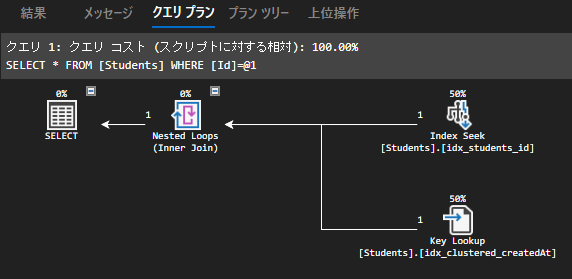 結果 メッセージ クエリ プラン プラン ツリー 上位操作
クエリ 1: クエリ コスト (スクリプトに対する相対): 100.00%
SELECT * FROM [Students] WHERE [Id]=@1
0%
SELECT
1
0%
Nested Loops
(Inner Join)
1
50%
Index Seek
[Students].[idx_students_id]
1
50%
Key Lookup
[Students].[idx_clustered_createdAt]